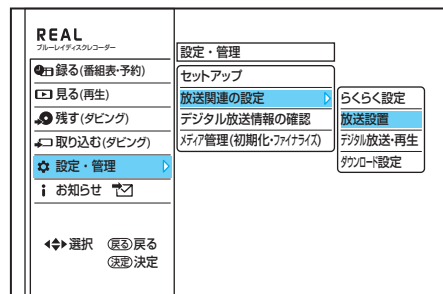 REAL
ブルーレイディスクレコーダー
録る(番組表・予約)
見る(再生)
残す(ダビング)
取り込む(ダビング)
設定・管理
i お知らせ
選択 戻る戻る
決定決定
設定・管理
セットアップ
放送関連の設定
デジタル放送情報の確認
メディア管理(初期化・ファイナライズ)
らくらく設定
放送設置
デジタル放送・再生
ダウンロード設定